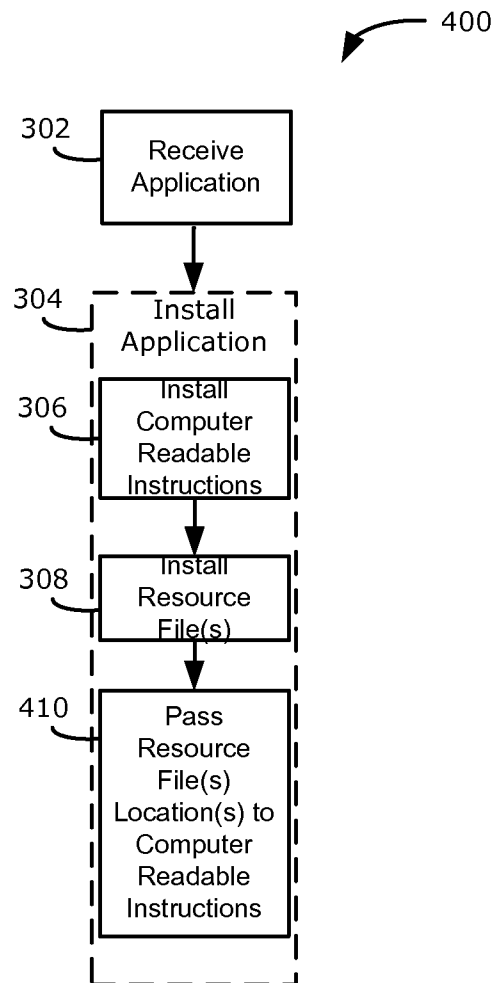 400
302
Receive
Application
304
Install
Application
306
Install
Computer
Readable
Instructions
308
Install
Resource
File(s)
410
Pass
Resource
File(s)
Location(s) to
Computer
Readable
Instructions